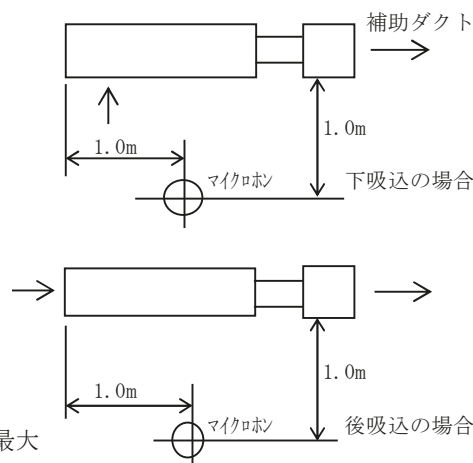 補助ダクト
1.0m
1.0m
マイクロホン
下吸込の場合
1.0m
1.0m
マイクロホン
後吸込の場合
最大